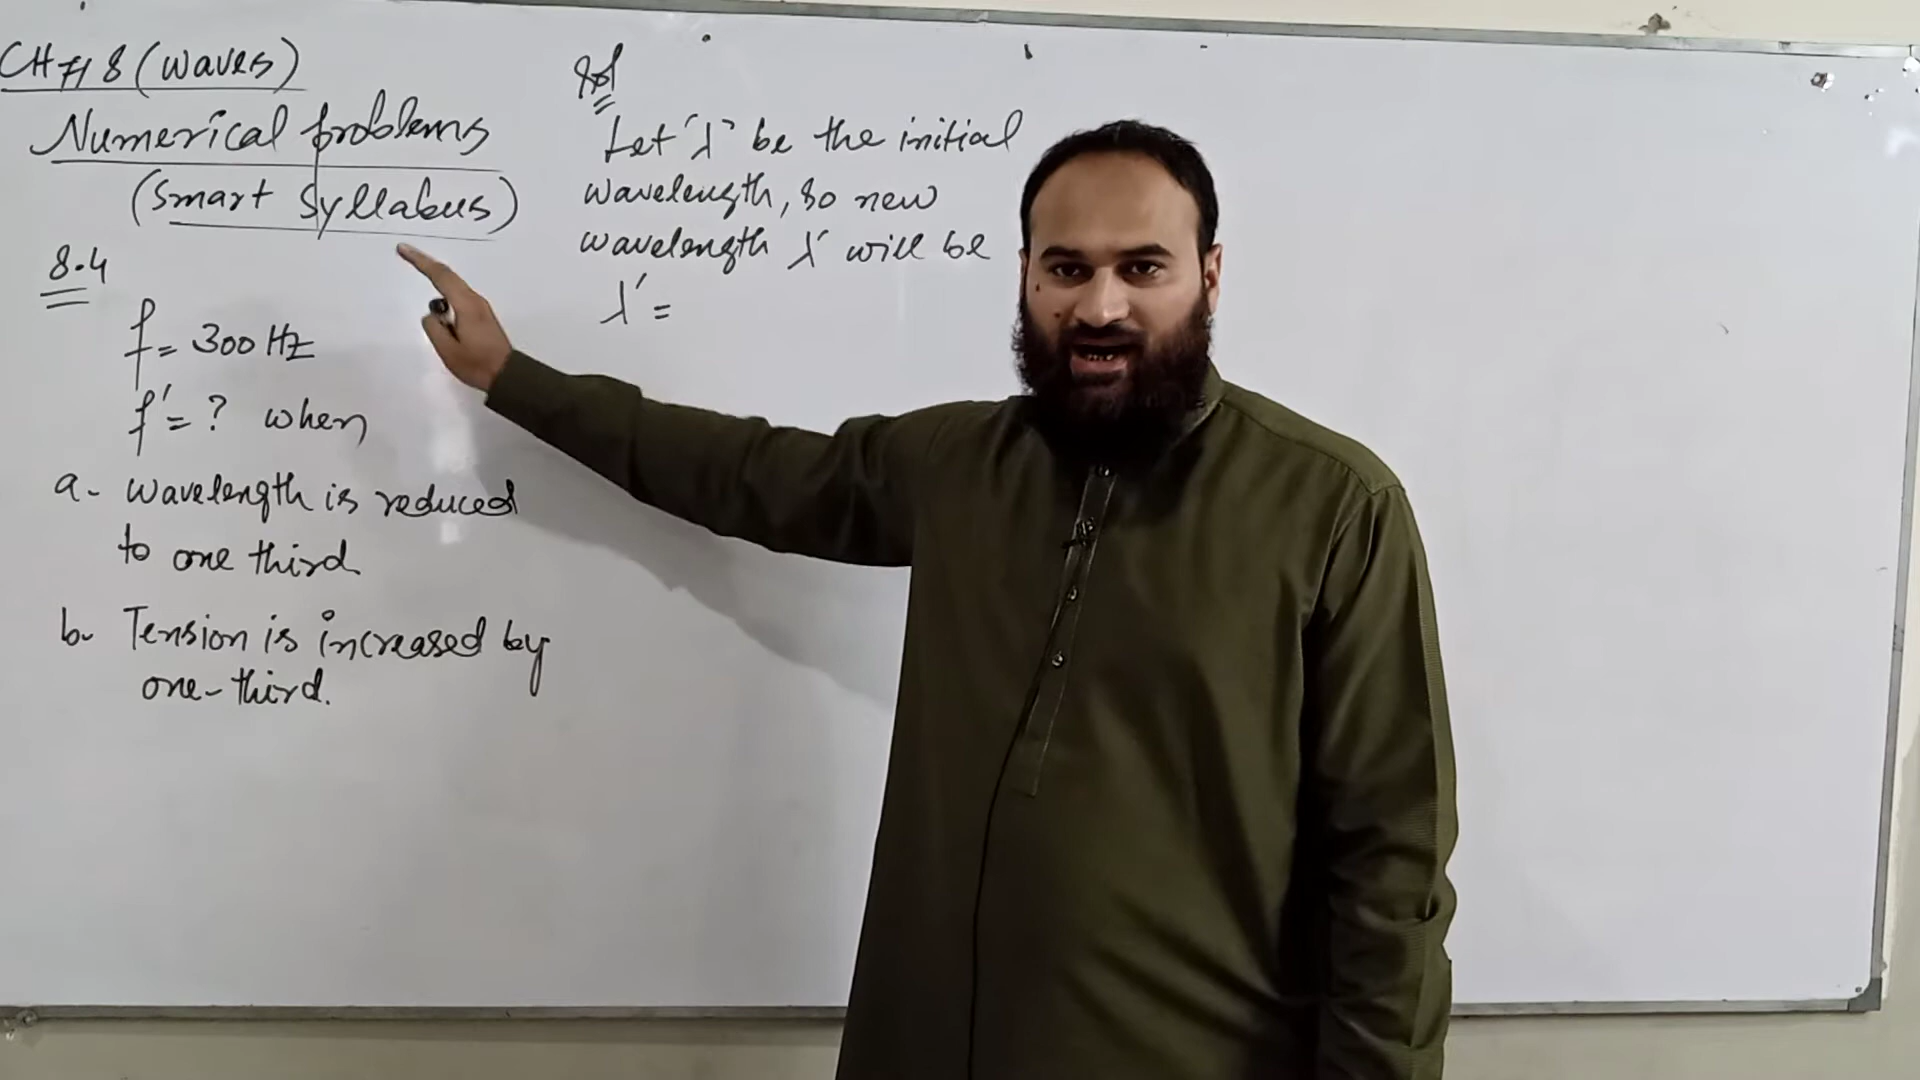 CH # 8 (waves)
Numerical problems
(Smart Syllabus)
8.4
f = 300 Hz
f' = ? when
a- wavelength is reduced
to one third.
b- Tension is increased by
one-third.
Sol
Let "λ" be the initial
wavelength, so new
wavelength λ' will be
λ' =